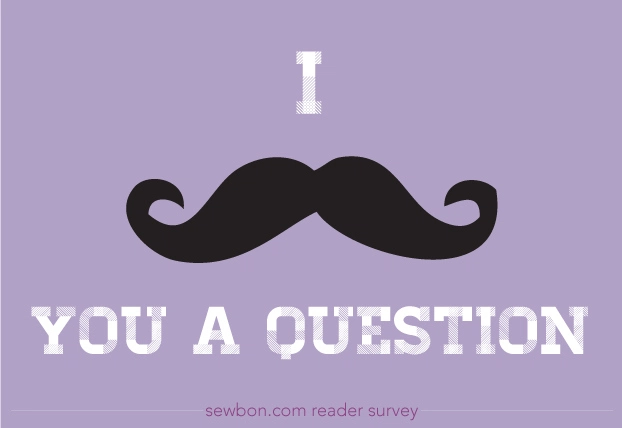 I
YOU A QUESTION
sewbon.com reader survey